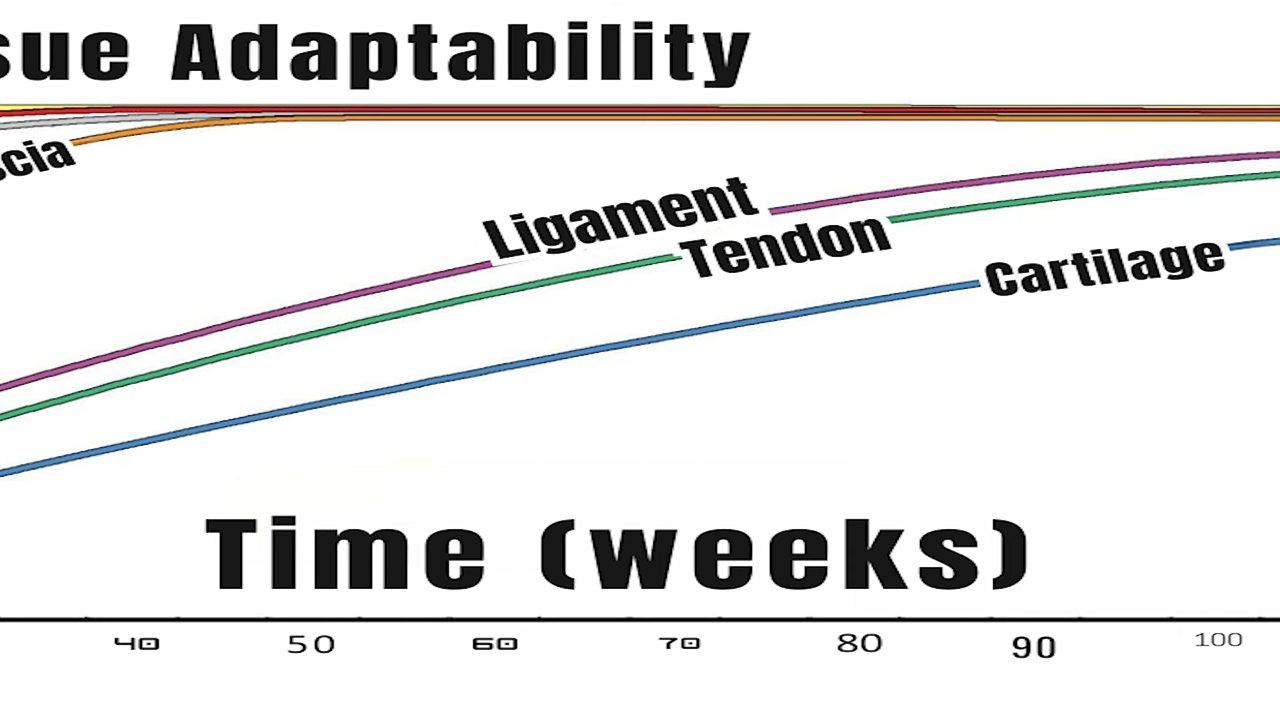 sue Adaptability
scia
Ligament
Tendon
Cartilage
Time (weeks)
40 50 60 70 80 90 100